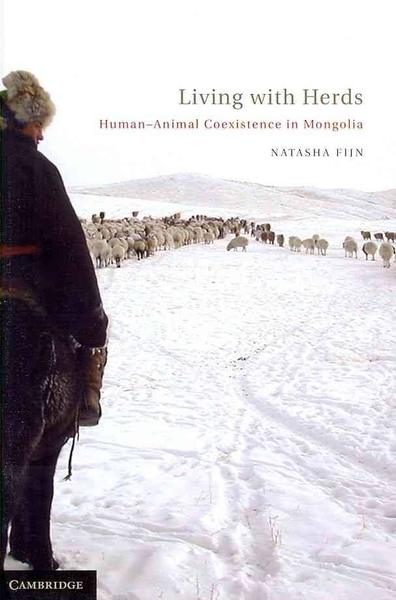 Living with Herds
Human–Animal Coexistence in Mongolia
NATASHA FIJN
CAMBRIDGE